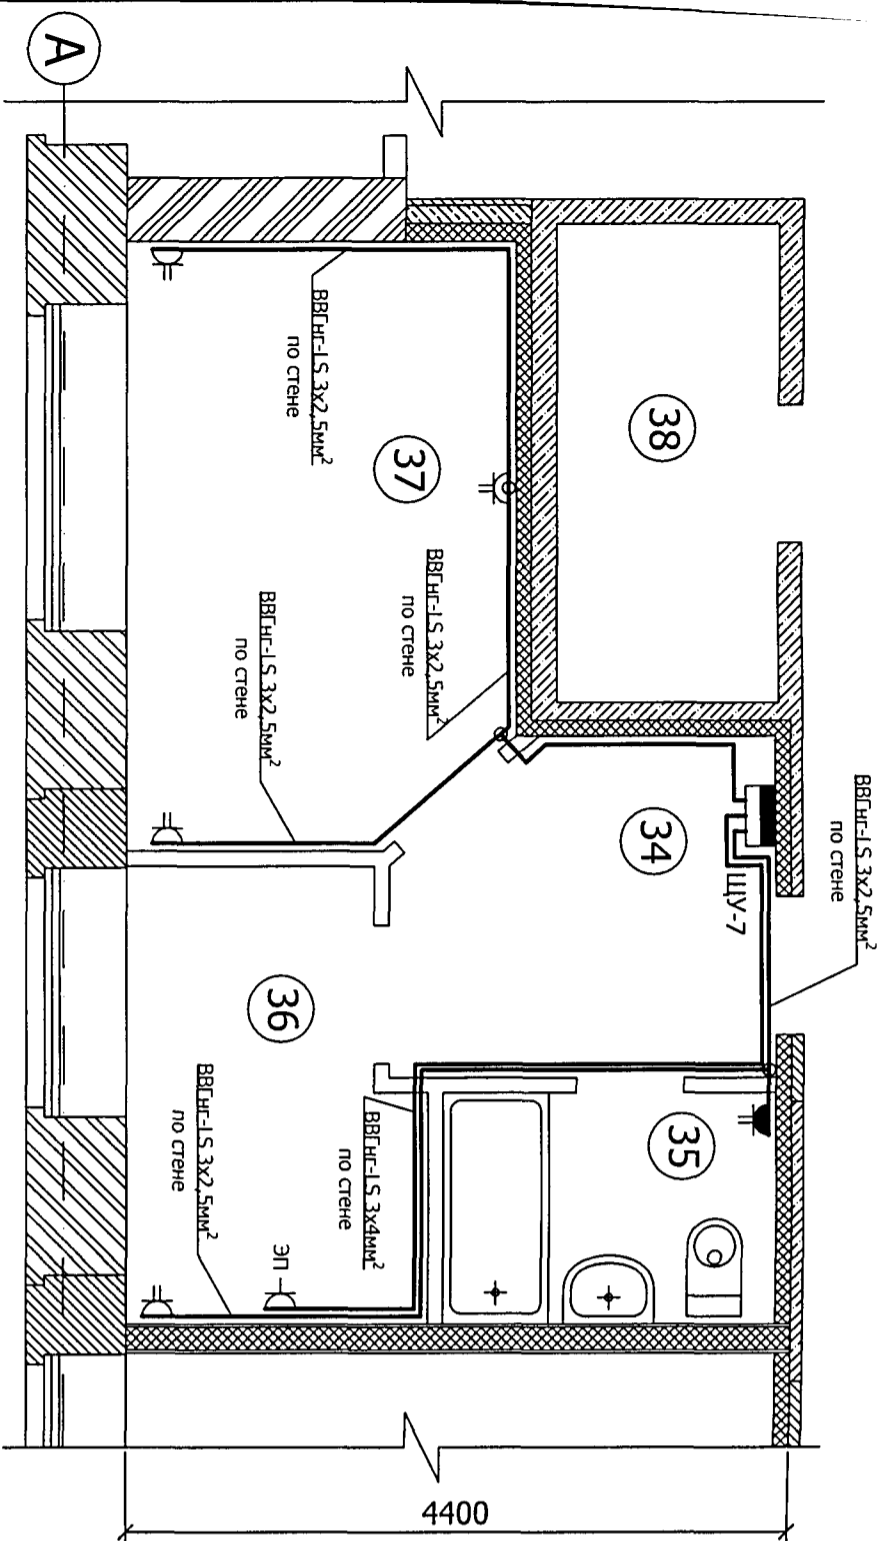 А
ВВГнг-LS 3х2,5мм²
по стене
37
38
ВВГнг-LS 3х2,5мм²
по стене
ВВГнг-LS 3х2,5мм²
по стене
34
ЩУ-7
ВВГнг-LS 3х2,5мм²
по стене
36
35
ВВГнг-LS 3х2,5мм²
по стене
ВВГнг-LS 3х4мм²
по стене
ЭП
4400